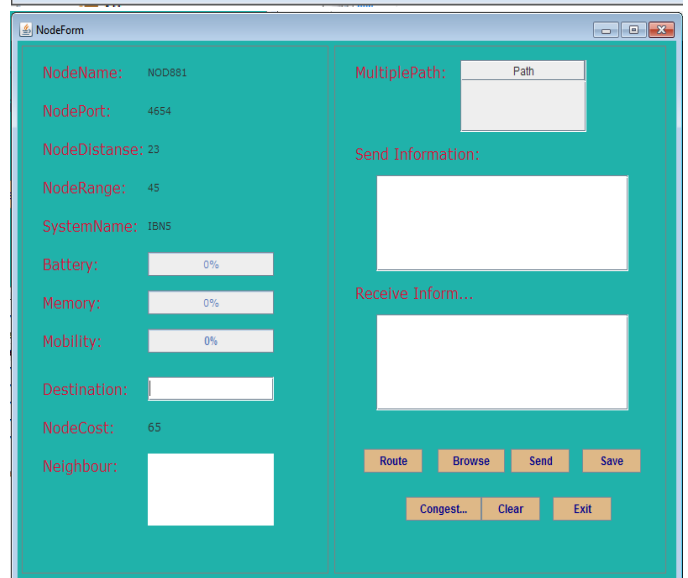 NodeForm
NodeName: NOD881
NodePort: 4654
NodeDistanse: 23
NodeRange: 45
SystemName: IBN5
Battery: 0%
Memory: 0%
Mobility: 0%
Destination:
NodeCost: 65
Neighbour:
MultiplePath: Path
Send Information:
Receive Inform...
Route Browse Send Save
Congest... Clear Exit